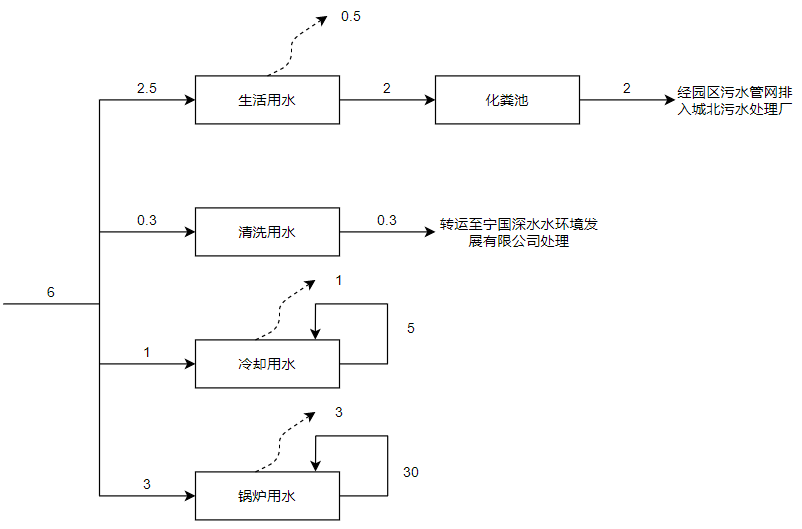 0.5
2.5
生活用水
2
化粪池
2
经园区污水管网排
入城北污水处理厂
0.3
清洗用水
0.3
转运至宁国深水水环境发
展有限公司处理
6
1
5
1
冷却用水
3
30
3
锅炉用水